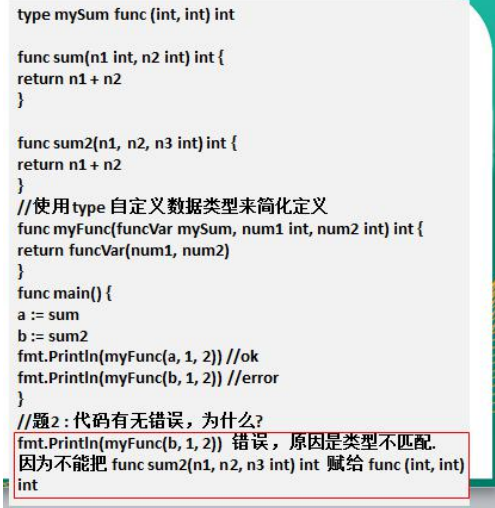 type mySum func (int, int) int
func sum(n1 int, n2 int) int {
return n1 + n2
}
func sum2(n1, n2, n3 int) int {
return n1 + n2
}
//使用type 自定义数据类型来简化定义
func myFunc(funcVar mySum, num1 int, num2 int) int {
return funcVar(num1, num2)
}
func main() {
a := sum
b := sum2
fmt.Println(myFunc(a, 1, 2)) //ok
fmt.Println(myFunc(b, 1, 2)) //error
}
//题2 : 代码有无错误，为什么?
fmt.Println(myFunc(b, 1, 2)) 错误，原因是类型不匹配.
因为不能把 func sum2(n1, n2, n3 int) int 赋给 func (int, int)
int